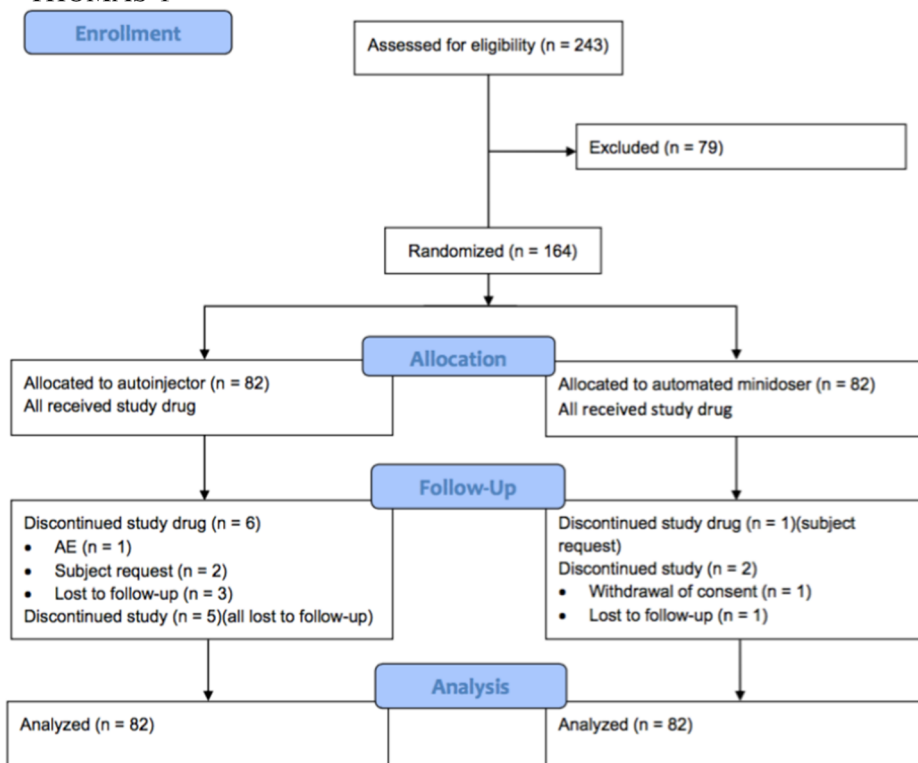 THOMAS-1
Enrollment
Assessed for eligibility (n = 243)
Excluded (n = 79)
Randomized (n = 164)
Allocation
Allocated to autoinjector (n = 82)
All received study drug
Allocated to automated minidoser (n = 82)
All received study drug
Follow-Up
Discontinued study drug (n = 6)
• AE (n = 1)
• Subject request (n = 2)
• Lost to follow-up (n = 3)
Discontinued study (n = 5)(all lost to follow-up)
Discontinued study drug (n = 1)(subject
request)
Discontinued study (n = 2)
• Withdrawal of consent (n = 1)
• Lost to follow-up (n = 1)
Analysis
Analyzed (n = 82)
Analyzed (n = 82)